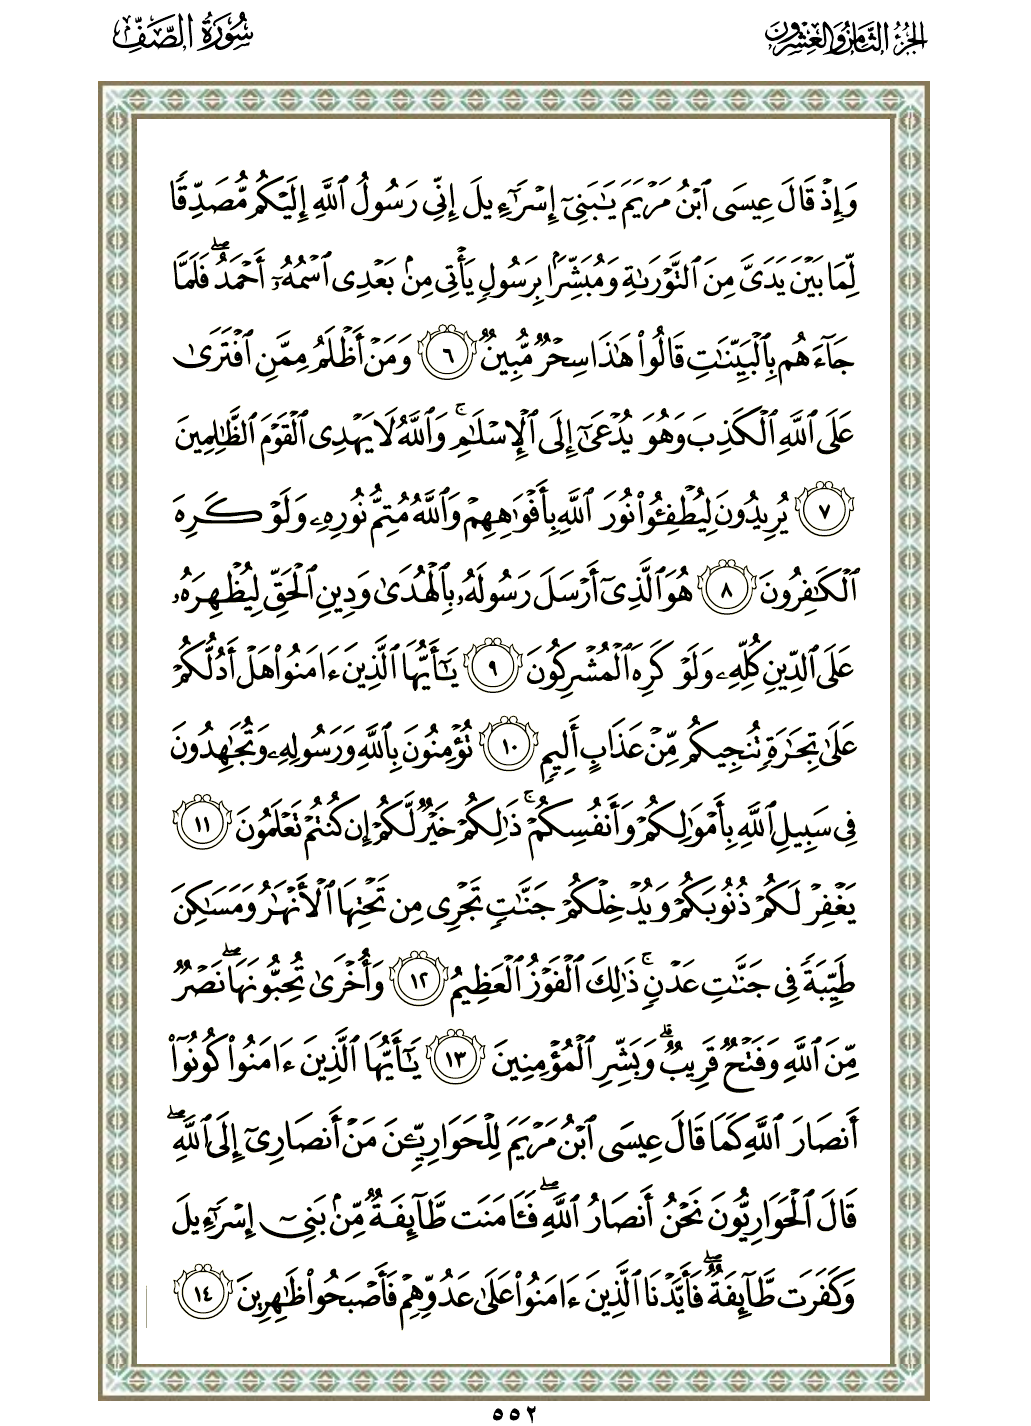 الجزء الثامن والعشرون
سورة الصف
وَإِذْ قَالَ عِيسَى ٱبْنُ مَرْيَمَ يَـٰبَنِىٓ إِسْرَٰٓءِيلَ إِنِّى رَسُولُ ٱللَّهِ إِلَيْكُم مُّصَدِّقًا
لِّمَا بَيْنَ يَدَىَّ مِنَ ٱلتَّوْرَىٰةِ وَمُبَشِّرًۢا بِرَسُولٍ يَأْتِى مِنۢ بَعْدِى ٱسْمُهُۥٓ أَحْمَدُ ۖ فَلَمَّا
جَآءَهُم بِٱلْبَيِّنَـٰتِ قَالُوا۟ هَـٰذَا سِحْرٌ مُّبِينٌ ٦ وَمَنْ أَظْلَمُ مِمَّنِ ٱفْتَرَىٰ
عَلَى ٱللَّهِ ٱلْكَذِبَ وَهُوَ يُدْعَىٰٓ إِلَى ٱلْإِسْلَـٰمِ ۚ وَٱللَّهُ لَا يَهْدِى ٱلْقَوْمَ ٱلظَّـٰلِمِينَ
٧ يُرِيدُونَ لِيُطْفِـُٔوا۟ نُورَ ٱللَّهِ بِأَفْوَٰهِهِمْ وَٱللَّهُ مُتِمُّ نُورِهِۦ وَلَوْ كَرِهَ
ٱلْكَـٰفِرُونَ ٨ هُوَ ٱلَّذِىٓ أَرْسَلَ رَسُولَهُۥ بِٱلْهُدَىٰ وَدِينِ ٱلْحَقِّ لِيُظْهِرَهُۥ
عَلَى ٱلدِّينِ كُلِّهِۦ وَلَوْ كَرِهَ ٱلْمُشْرِكُونَ ٩ يَـٰٓأَيُّهَا ٱلَّذِينَ ءَامَنُوا۟ هَلْ أَدُلُّكُمْ
عَلَىٰ تِجَـٰرَةٍ تُنجِيكُم مِّنْ عَذَابٍ أَلِيمٍ ١٠ تُؤْمِنُونَ بِٱللَّهِ وَرَسُولِهِۦ وَتُجَـٰهِدُونَ
فِى سَبِيلِ ٱللَّهِ بِأَمْوَٰلِكُمْ وَأَنفُسِكُمْ ۚ ذَٰلِكُمْ خَيْرٌ لَّكُمْ إِن كُنتُمْ تَعْلَمُونَ ١١
يَغْفِرْ لَكُمْ ذُنُوبَكُمْ وَيُدْخِلْكُمْ جَنَّـٰتٍ تَجْرِى مِن تَحْتِهَا ٱلْأَنْهَـٰرُ وَمَسَـٰكِنَ
طَيِّبَةً فِى جَنَّـٰتِ عَدْنٍ ۚ ذَٰلِكَ ٱلْفَوْزُ ٱلْعَظِيمُ ١٢ وَأُخْرَىٰ تُحِبُّونَهَا ۖ نَصْرٌ
مِّنَ ٱللَّهِ وَفَتْحٌ قَرِيبٌ ۗ وَبَشِّرِ ٱلْمُؤْمِنِينَ ١٣ يَـٰٓأَيُّهَا ٱلَّذِينَ ءَامَنُوا۟ كُونُوٓا۟
أَنصَارَ ٱللَّهِ كَمَا قَالَ عِيسَى ٱبْنُ مَرْيَمَ لِلْحَوَارِيِّـۧنَ مَنْ أَنصَارِىٓ إِلَى ٱللَّهِ ۖ
قَالَ ٱلْحَوَارِيُّونَ نَحْنُ أَنصَارُ ٱللَّهِ ۖ فَـَٔامَنَت طَّآئِفَةٌ مِّنۢ بَنِىٓ إِسْرَٰٓءِيلَ
وَكَفَرَت طَّآئِفَةٌ ۖ فَأَيَّدْنَا ٱلَّذِينَ ءَامَنُوا۟ عَلَىٰ عَدُوِّهِمْ فَأَصْبَحُوا۟ ظَـٰهِرِينَ ١٤
٥٥٢